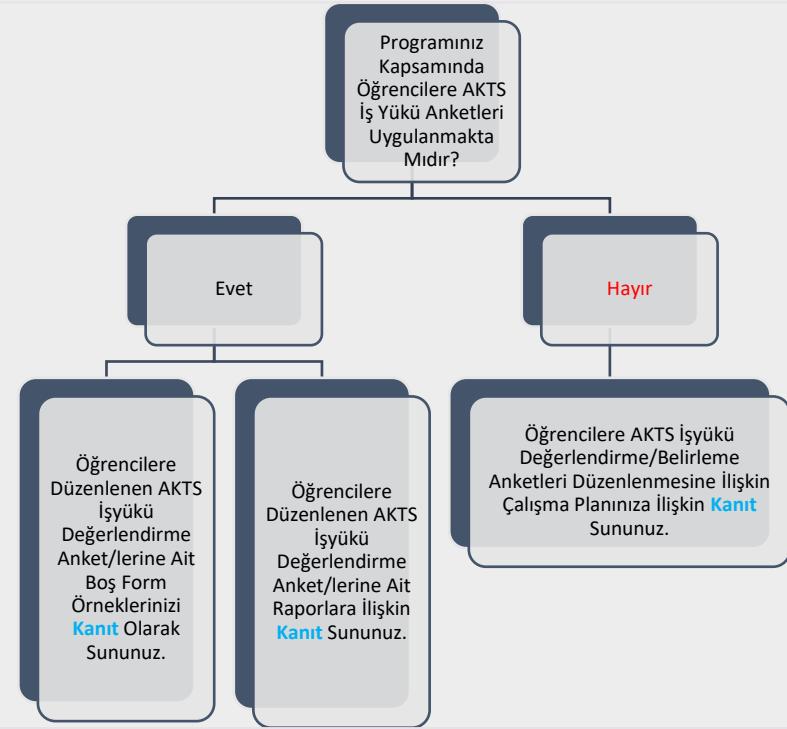 Programınız
Kapsamında
Öğrencilere AKTS
İş Yükü Anketleri
Uygulanmakta
Mıdır?
Evet
Hayır
Öğrencilere
Düzenlenen AKTS
İşyükü
Değerlendirme
Anket/lerine Ait
Boş Form
Örneklerinizi
Kanıt Olarak
Sununuz.
Öğrencilere
Düzenlenen AKTS
İşyükü
Değerlendirme
Anket/lerine Ait
Raporlara İlişkin
Kanıt Sununuz.
Öğrencilere AKTS İşyükü
Değerlendirme/Belirleme
Anketleri Düzenlenmesine İlişkin
Çalışma Planınıza İlişkin Kanıt
Sununuz.